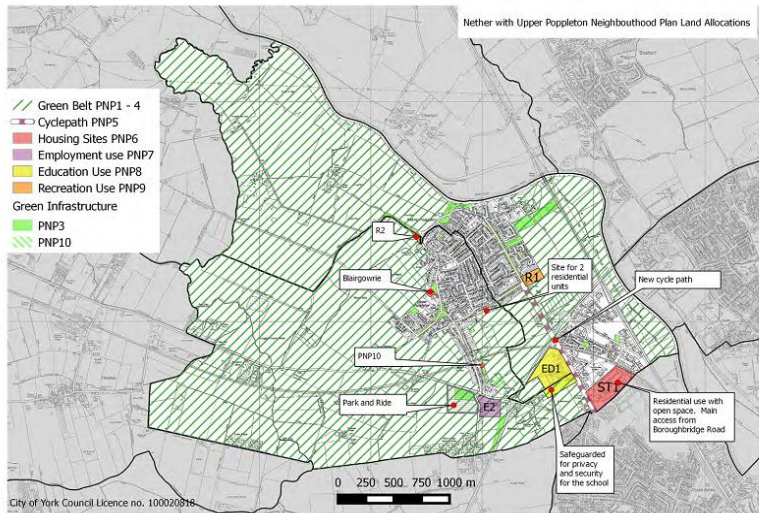 Nether with Upper Poppleton Neighbouthood Plan Land Allocations
Green Belt PNP1 - 4
Cyclepath PNP5
Housing Sites PNP6
Employment use PNP7
Education Use PNP8
Recreation Use PNP9
Green Infrastructure
PNP3
PNP10
R2
Blairgowrie
R1
Site for 2
residential
units
New cycle path
PNP10
ED1
ST1
Park and Ride
E2
Residential use with
open space. Main
access from
Boroughbridge Road
Safeguarded
for privacy
and security
for the school
0
250 500 750 1000 m
City of York Council Licence no. 100020818